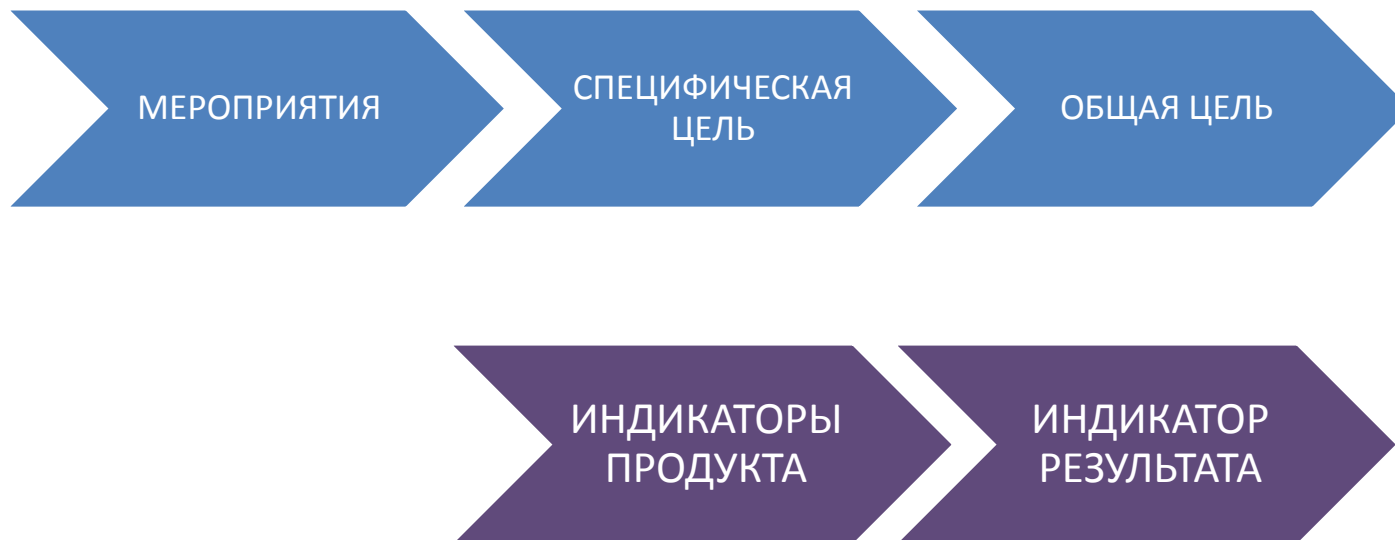 МЕРОПРИЯТИЯ
СПЕЦИФИЧЕСКАЯ
ЦЕЛЬ
ОБЩАЯ ЦЕЛЬ
ИНДИКАТОРЫ
ПРОДУКТА
ИНДИКАТОР
РЕЗУЛЬТАТА